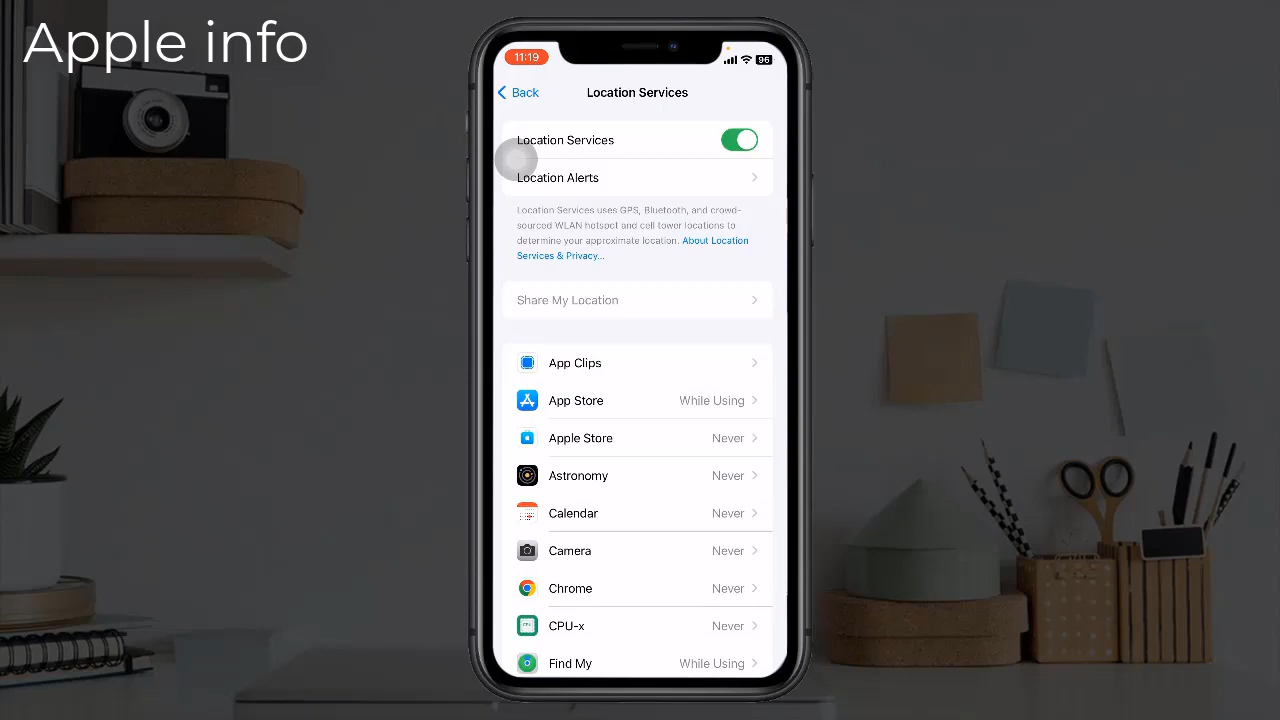 Apple info
11:19
96
Back
Location Services
Location Services
Location Alerts
Location Services uses GPS, Bluetooth, and crowd-
sourced WLAN hotspot and cell tower locations to
determine your approximate location. About Location
Services & Privacy...
Share My Location
App Clips
App Store While Using
Apple Store Never
Astronomy Never
Calendar Never
Camera Never
Chrome Never
CPU-x Never
Find My While Using